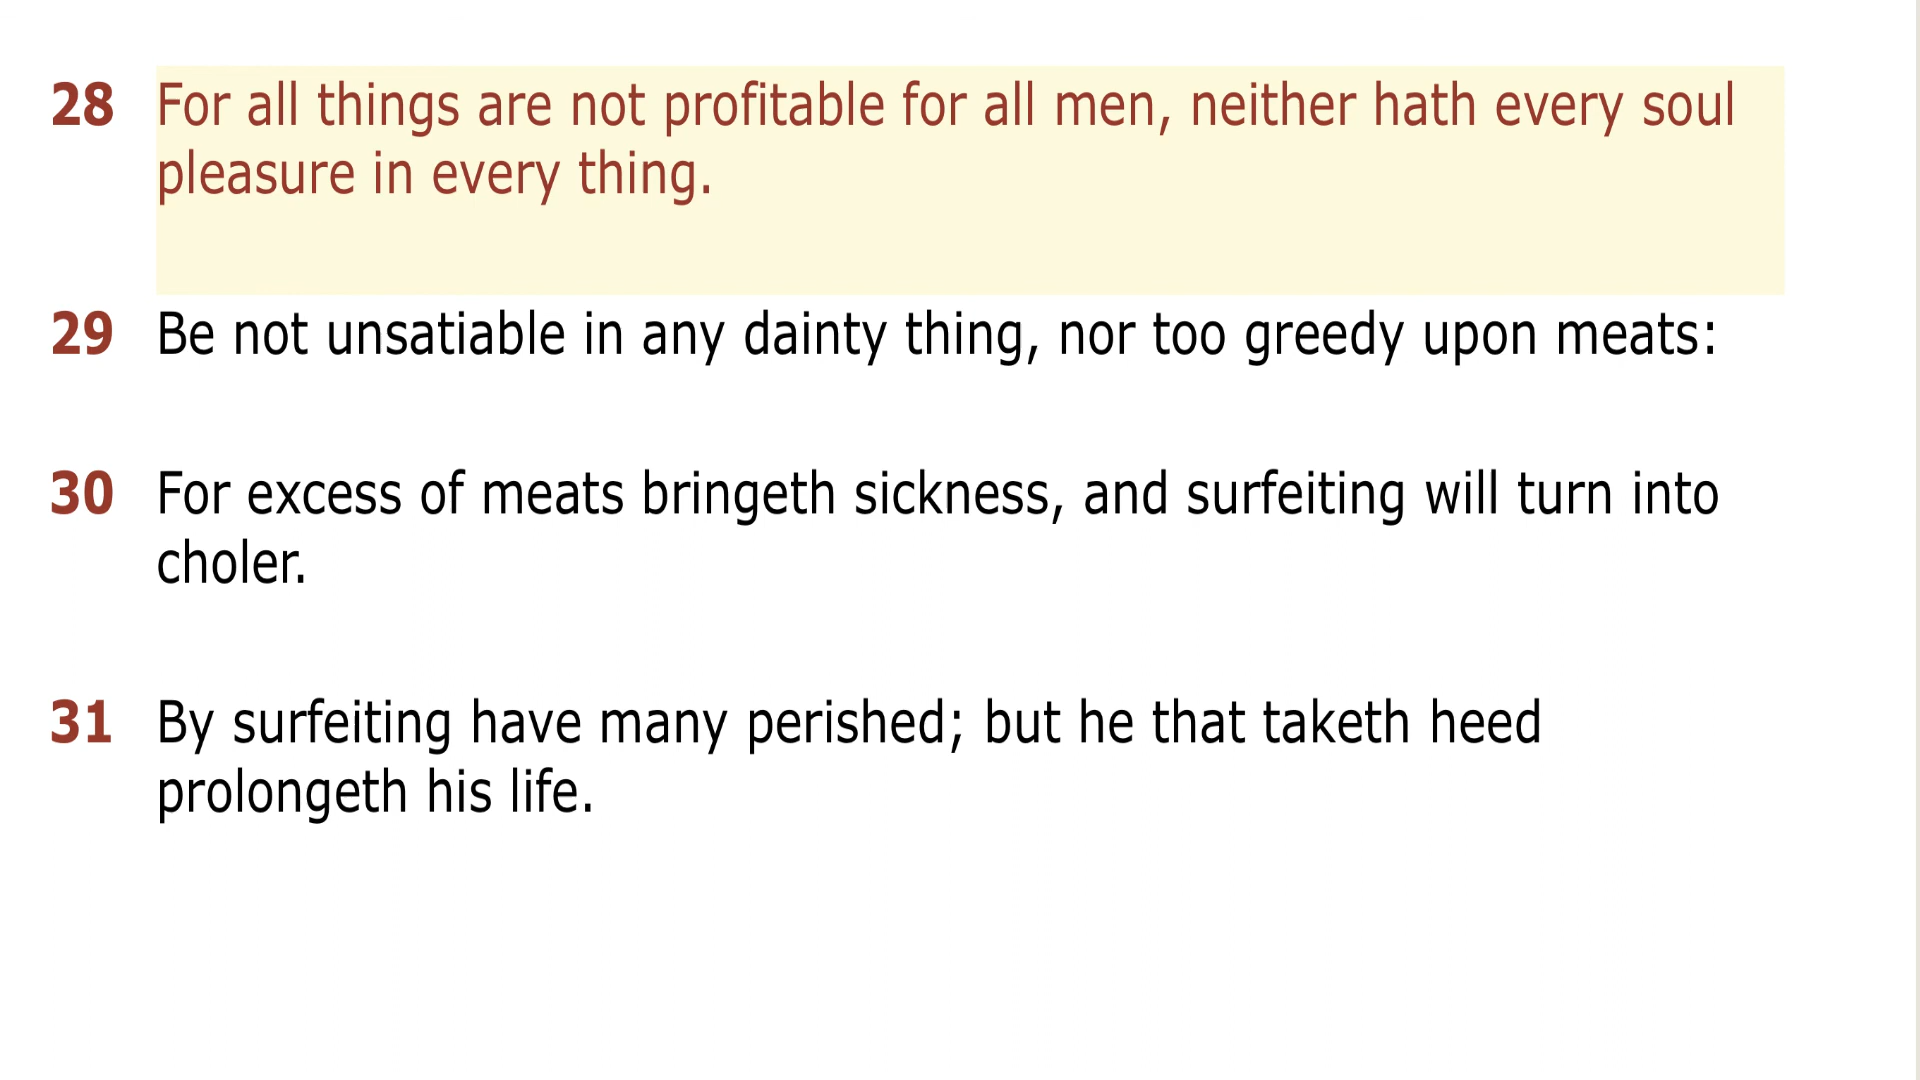 28 For all things are not profitable for all men, neither hath every soul
pleasure in every thing.
29 Be not unsatiable in any dainty thing, nor too greedy upon meats:
30 For excess of meats bringeth sickness, and surfeiting will turn into
choler.
31 By surfeiting have many perished; but he that taketh heed
prolongeth his life.